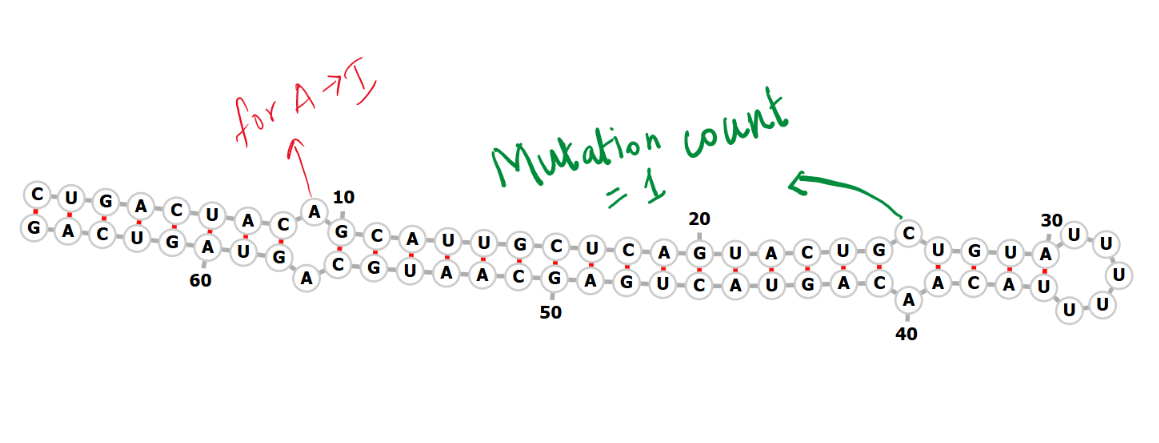 for A → I
Mutation count
= 1
10
20
30
C U G A C U A C A G C A U U G C U C A G U A C U G C U G U A U U U
G A C U G A U G A C G U A A C G A G U C A U G A C A A C A U U U
60
50
40